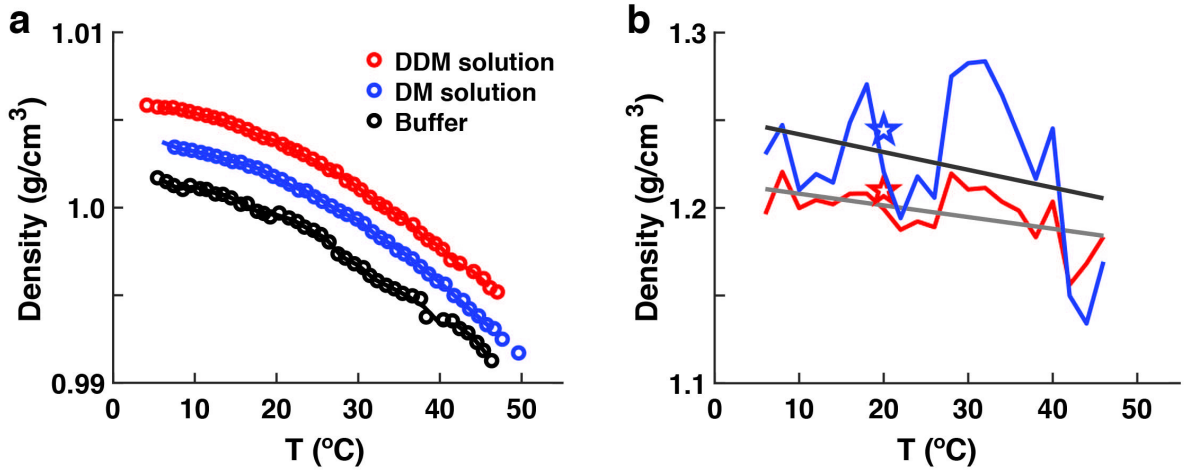 a
1.01
DDM solution
DM solution
Buffer
1.0
0.99
Density (g/cm³)
0 10 20 30 40 50
T (ºC)
b
1.3
1.2
1.1
Density (g/cm³)
0 10 20 30 40 50
T (ºC)